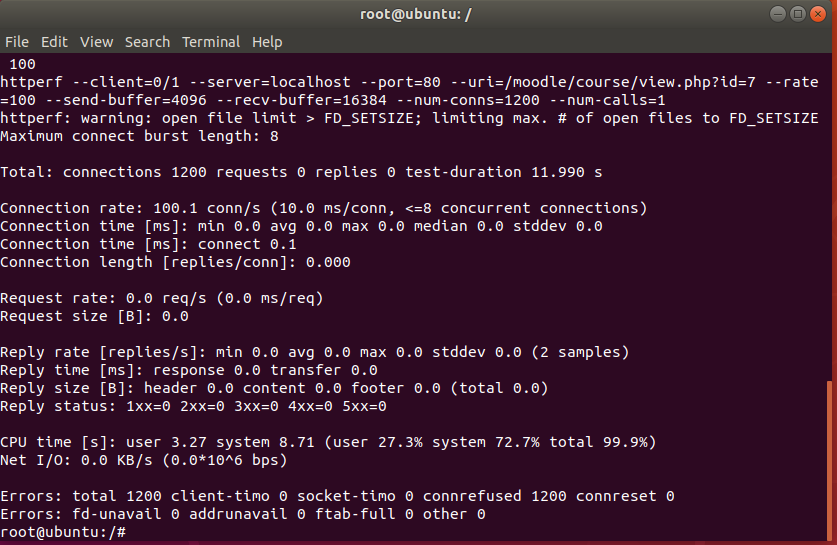 root@ubuntu: /
File Edit View Search Terminal Help
100
httperf --client=0/1 --server=localhost --port=80 --uri=/moodle/course/view.php?id=7 --rate
=100 --send-buffer=4096 --recv-buffer=16384 --num-conns=1200 --num-calls=1
httperf: warning: open file limit > FD_SETSIZE; limiting max. # of open files to FD_SETSIZE
Maximum connect burst length: 8
Total: connections 1200 requests 0 replies 0 test-duration 11.990 s
Connection rate: 100.1 conn/s (10.0 ms/conn, <=8 concurrent connections)
Connection time [ms]: min 0.0 avg 0.0 max 0.0 median 0.0 stddev 0.0
Connection time [ms]: connect 0.1
Connection length [replies/conn]: 0.000
Request rate: 0.0 req/s (0.0 ms/req)
Request size [B]: 0.0
Reply rate [replies/s]: min 0.0 avg 0.0 max 0.0 stddev 0.0 (2 samples)
Reply time [ms]: response 0.0 transfer 0.0
Reply size [B]: header 0.0 content 0.0 footer 0.0 (total 0.0)
Reply status: 1xx=0 2xx=0 3xx=0 4xx=0 5xx=0
CPU time [s]: user 3.27 system 8.71 (user 27.3% system 72.7% total 99.9%)
Net I/O: 0.0 KB/s (0.0*10^6 bps)
Errors: total 1200 client-timo 0 socket-timo 0 connrefused 1200 connreset 0
Errors: fd-unavail 0 addrunavail 0 ftab-full 0 other 0
root@ubuntu:/#